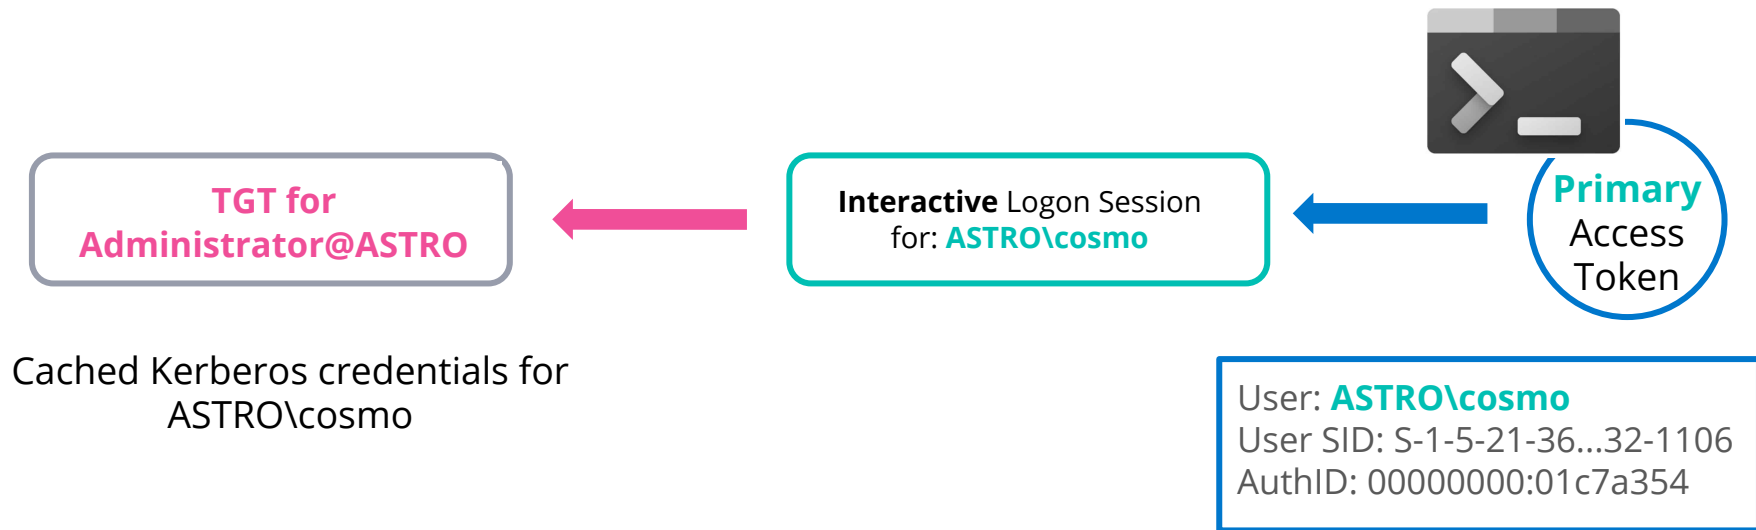 TGT for
Administrator@ASTRO
Cached Kerberos credentials for
ASTRO\cosmo
Interactive Logon Session
for: ASTRO\cosmo
Primary
Access
Token
User: ASTRO\cosmo
User SID: S-1-5-21-36...32-1106
AuthID: 00000000:01c7a354